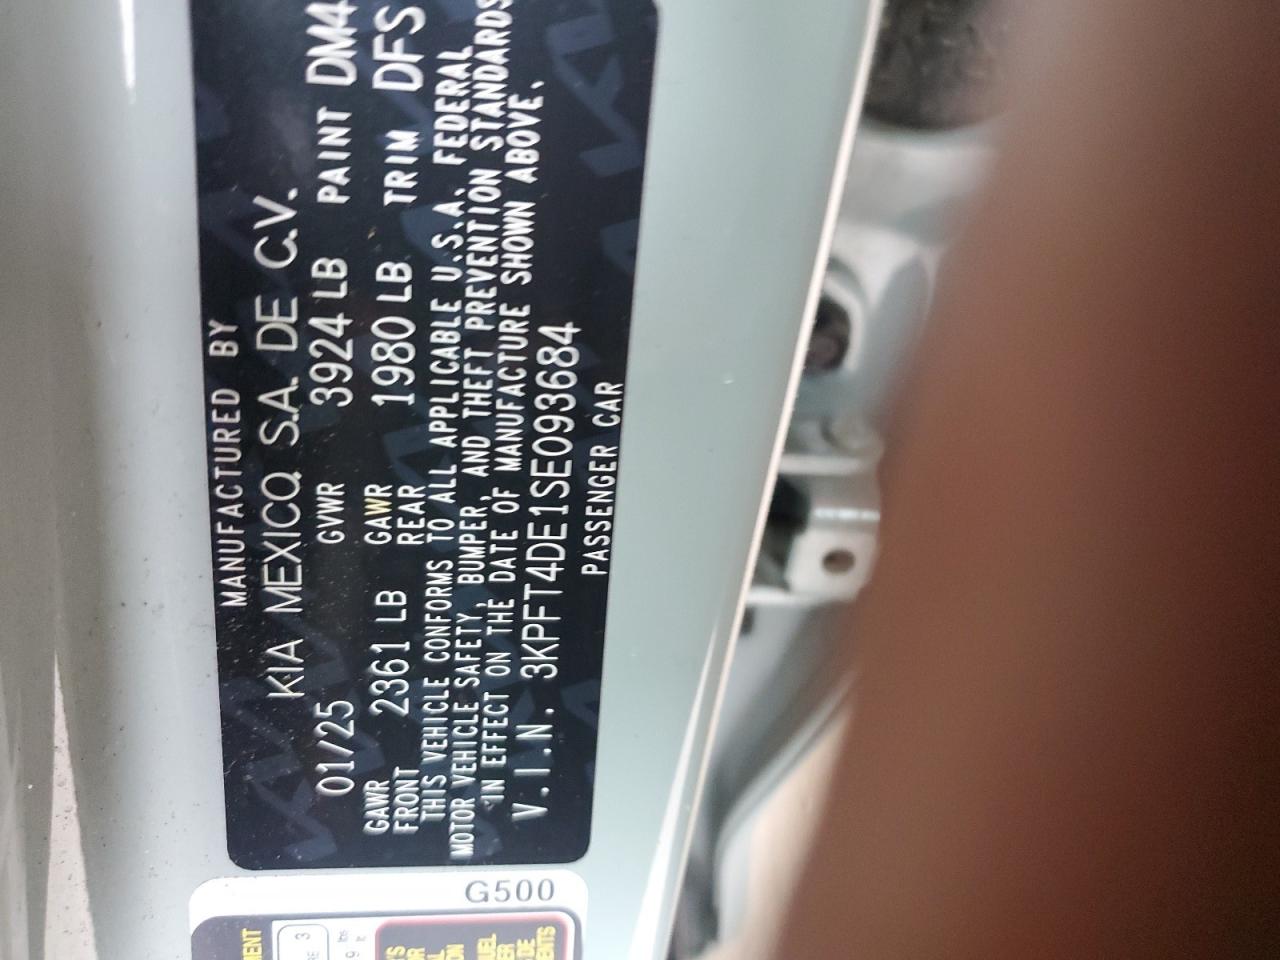 MANUFACTURED BY
KIA MEXICO, S.A. DE C.V.
01/25 GVWR 3924 LB PAINT DM4
GAWR FRONT 2361 LB GAWR REAR 1980 LB TRIM DFS
THIS VEHICLE CONFORMS TO ALL APPLICABLE U.S.A. FEDERAL
MOTOR VEHICLE SAFETY, BUMPER, AND THEFT PREVENTION STANDARDS
IN EFFECT ON THE DATE OF MANUFACTURE SHOWN ABOVE.
V.I.N. 3KPFT4DE1SE093684
PASSENGER CAR
G500